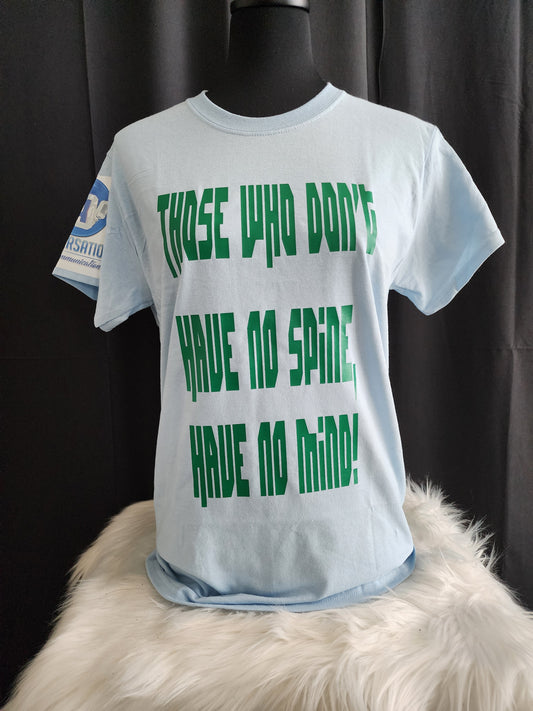 THOSE WHO DON'T
HAVE NO SPINE,
HAVE NO MIND!